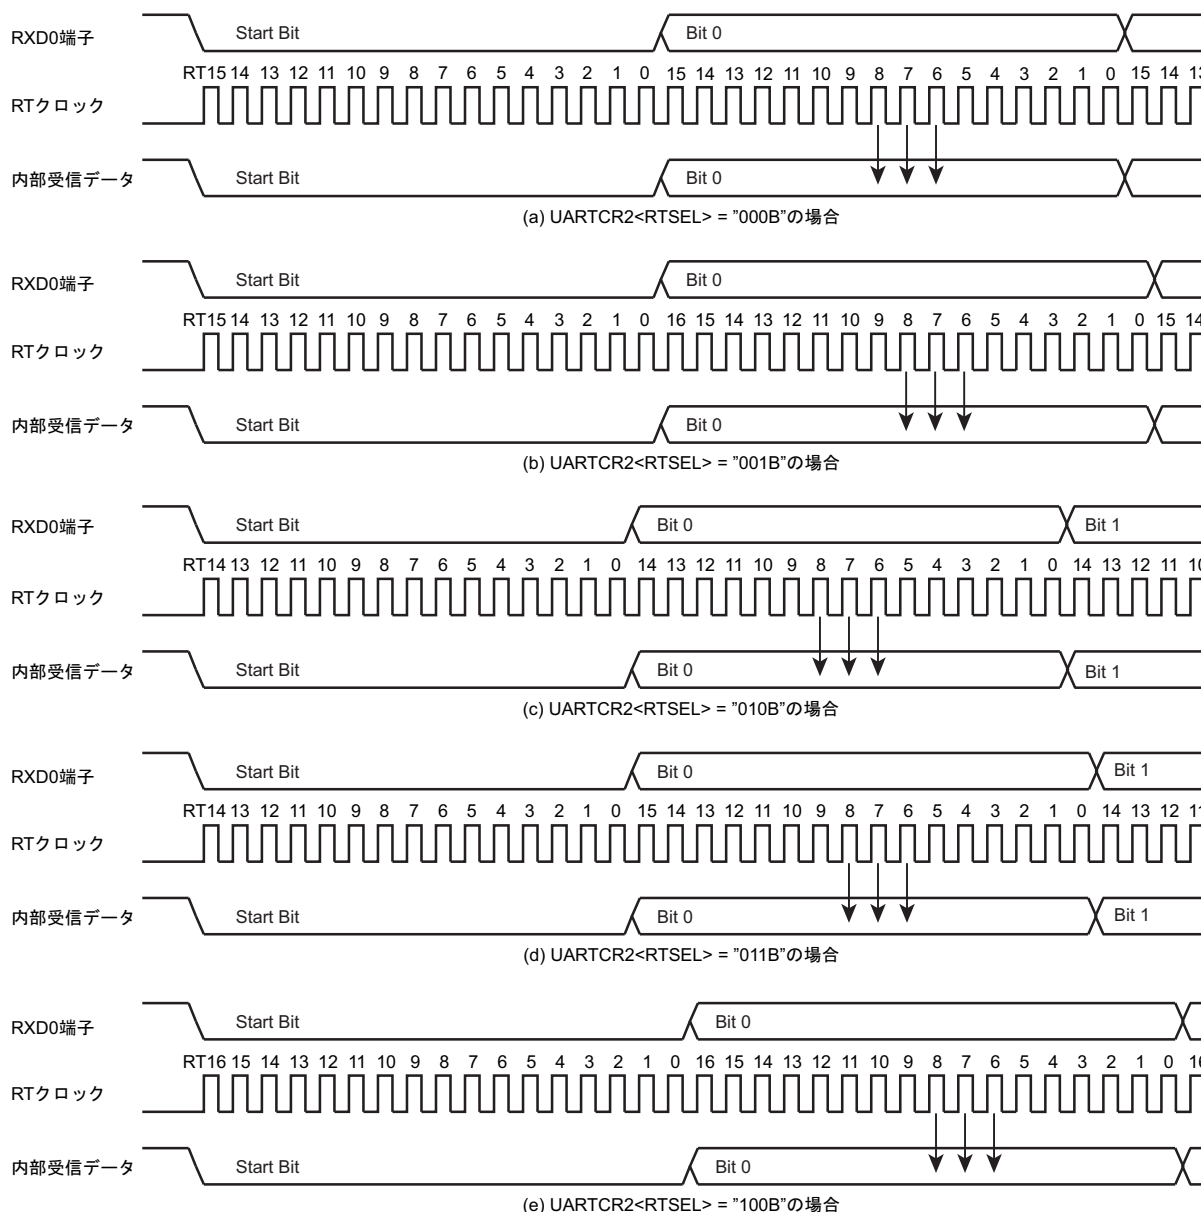 RXD0端子 Start Bit Bit 0
RT15 14 13 12 11 10 9 8 7 6 5 4 3 2 1 0 15 14 13 12 11 10 9 8 7 6 5 4 3 2 1 0 15 14 13
RTクロック
内部受信データ Start Bit Bit 0
(a) UARTCR2<RTSEL> = ”000B”の場合
RXD0端子 Start Bit Bit 0
RT15 14 13 12 11 10 9 8 7 6 5 4 3 2 1 0 16 15 14 13 12 11 10 9 8 7 6 5 4 3 2 1 0 15 14
RTクロック
内部受信データ Start Bit Bit 0
(b) UARTCR2<RTSEL> = ”001B”の場合
RXD0端子 Start Bit Bit 0 Bit 1
RT14 13 12 11 10 9 8 7 6 5 4 3 2 1 0 14 13 12 11 10 9 8 7 6 5 4 3 2 1 0 14 13 12 11 10
RTクロック
内部受信データ Start Bit Bit 0 Bit 1
(c) UARTCR2<RTSEL> = ”010B”の場合
RXD0端子 Start Bit Bit 0 Bit 1
RT14 13 12 11 10 9 8 7 6 5 4 3 2 1 0 15 14 13 12 11 10 9 8 7 6 5 4 3 2 1 0 14 13 12 11
RTクロック
内部受信データ Start Bit Bit 0 Bit 1
(d) UARTCR2<RTSEL> = ”011B”の場合
RXD0端子 Start Bit Bit 0
RT16 15 14 13 12 11 10 9 8 7 6 5 4 3 2 1 0 16 15 14 13 12 11 10 9 8 7 6 5 4 3 2 1 0 16
RTクロック
内部受信データ Start Bit Bit 0
(e) UARTCR2<RTSEL> = ”100B”の場合